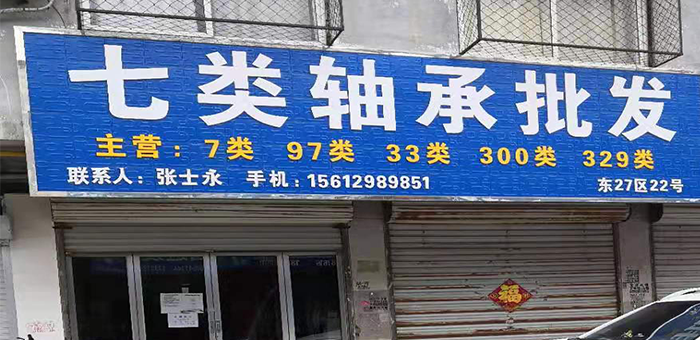 七类轴承批发
主营：7类 97类 33类 300类 329类
联系人：张士永 手机：15612989851 东27区22号
福